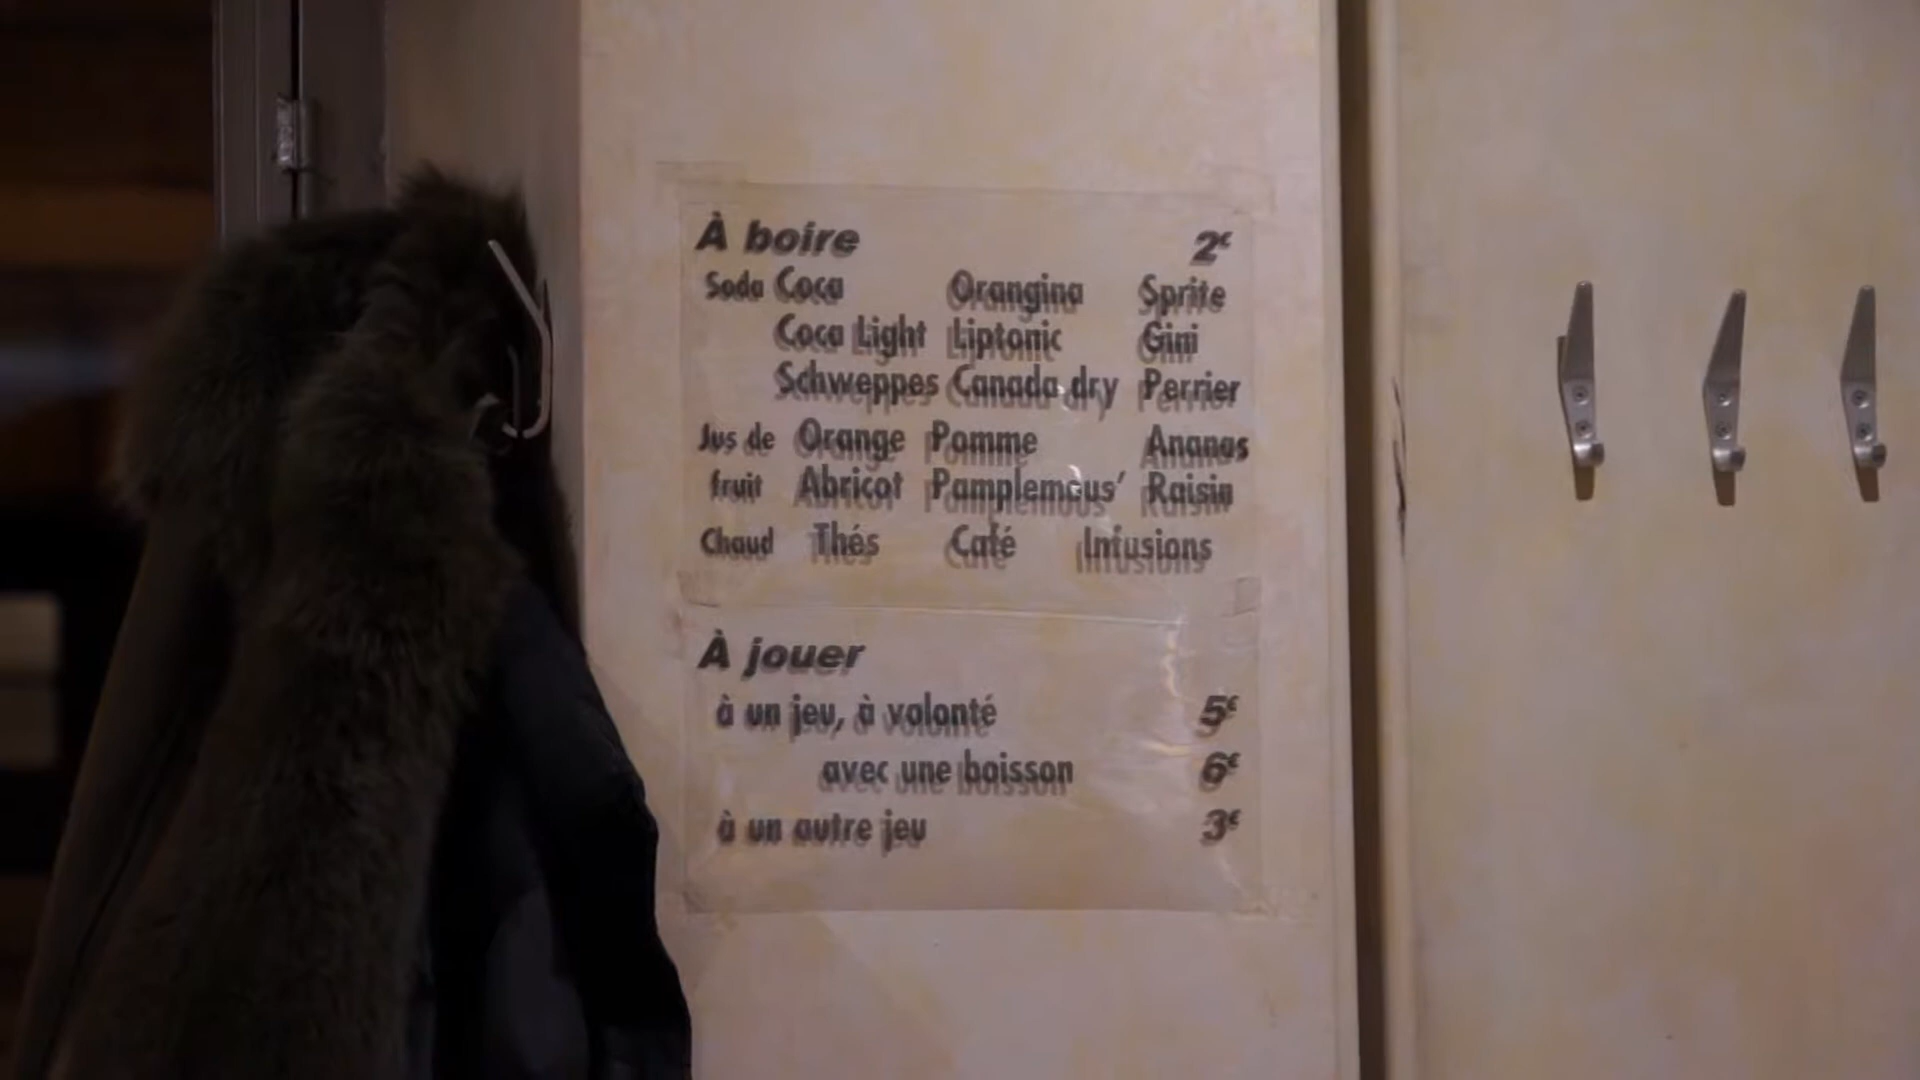 À boire 2€
Soda Coca Orangina Sprite
Coca Light Liptonic Gini
Schweppes Canada dry Perrier
Jus de Orange Pomme Ananas
fruit Abricot Pamplemous' Raisin
Chaud Thés Café Infusions
À jouer
à un jeu, à volonté 5€
avec une boisson 6€
à un autre jeu 3€